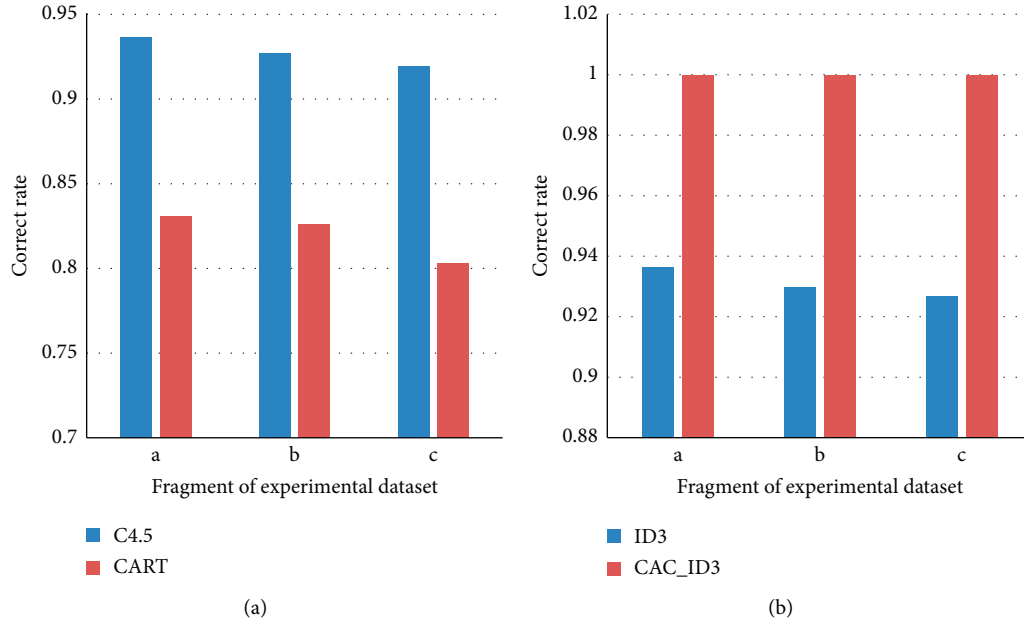 0.95
0.9
0.85
0.8
0.75
0.7
Correct rate
a b c
Fragment of experimental dataset
C4.5
CART
(a)
1.02
1
0.98
0.96
0.94
0.92
0.9
0.88
Correct rate
a b c
Fragment of experimental dataset
ID3
CAC_ID3
(b)